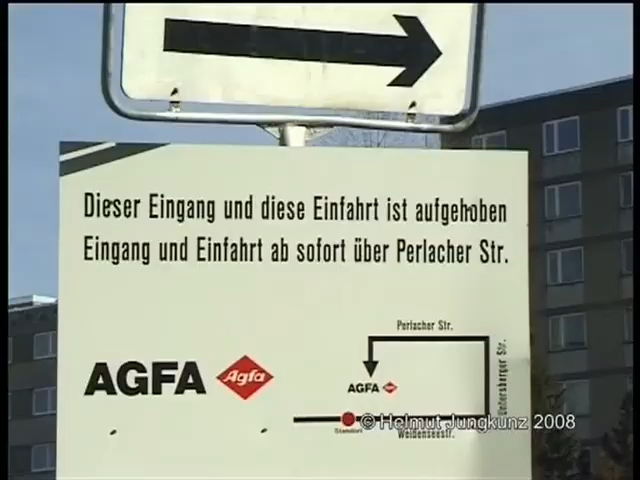 Dieser Eingang und diese Einfahrt ist aufgehoben
Eingang und Einfahrt ab sofort über Perlacher Str.
Perlacher Str.
Untersberger Str.
AGFA Agfa
AGFA
Standort
Weißenseestr.
© Helmut Jungkunz 2008